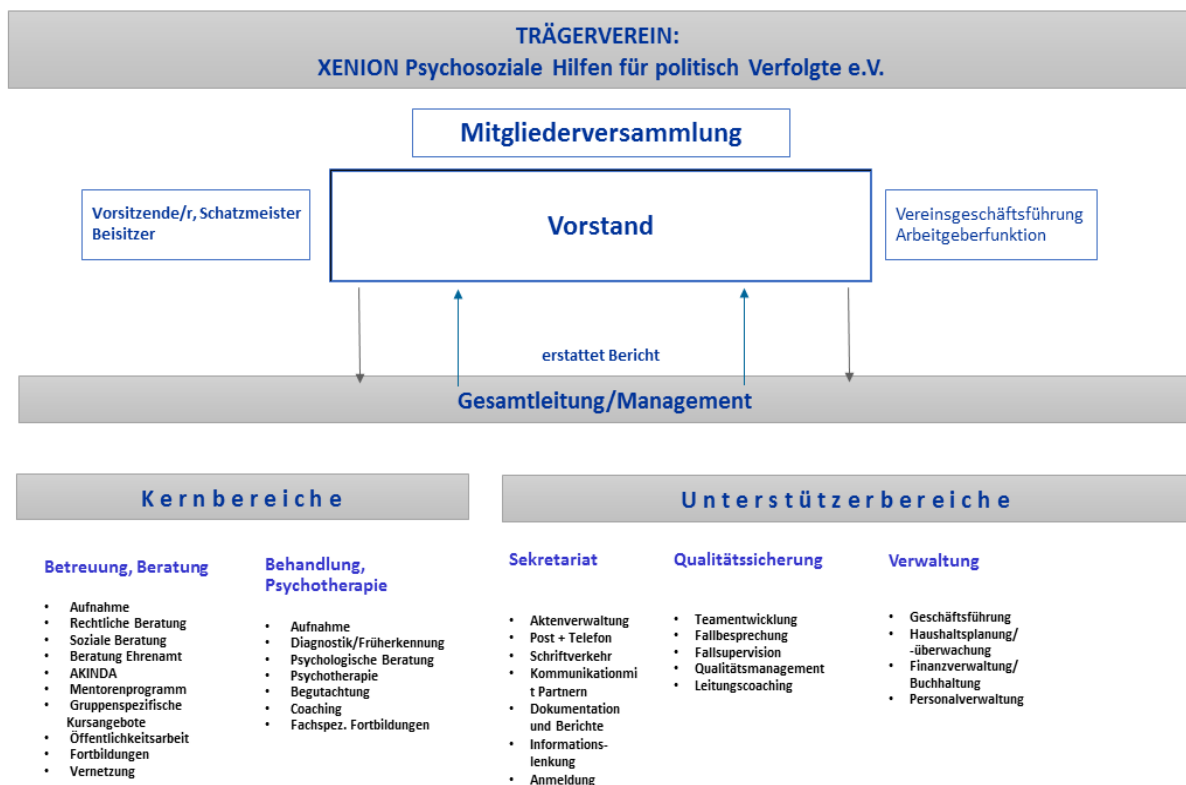 TRÄGERVEREIN:
XENION Psychosoziale Hilfen für politisch Verfolgte e.V.
Mitgliederversammlung
Vorsitzende/r, Schatzmeister
Beisitzer
Vorstand
Vereinsgeschäftsführung
Arbeitgeberfunktion
erstattet Bericht
Gesamtleitung/Management
Kernbereiche
Unterstützerbereiche
Betreuung, Beratung
• Aufnahme
• Rechtliche Beratung
• Soziale Beratung
• Beratung Ehrenamt
• AKINDA
• Mentorenprogramm
• Gruppenspezifische
Kursangebote
• Öffentlichkeitsarbeit
• Fortbildungen
• Vernetzung
Behandlung,
Psychotherapie
• Aufnahme
• Diagnostik/Früherkennung
• Psychologische Beratung
• Psychotherapie
• Begutachtung
• Coaching
• Fachspez. Fortbildungen
Sekretariat
• Aktenverwaltung
• Post + Telefon
• Schriftverkehr
• Kommunikationmi
t Partnern
• Dokumentation
und Berichte
• Informations-
lenkung
• Anmeldung
Qualitätssicherung
• Teamentwicklung
• Fallbesprechung
• Fallsupervision
• Qualitätsmanagement
• Leitungscoaching
Verwaltung
• Geschäftsführung
• Haushaltsplanung/
-überwachung
• Finanzverwaltung/
Buchhaltung
• Personalverwaltung